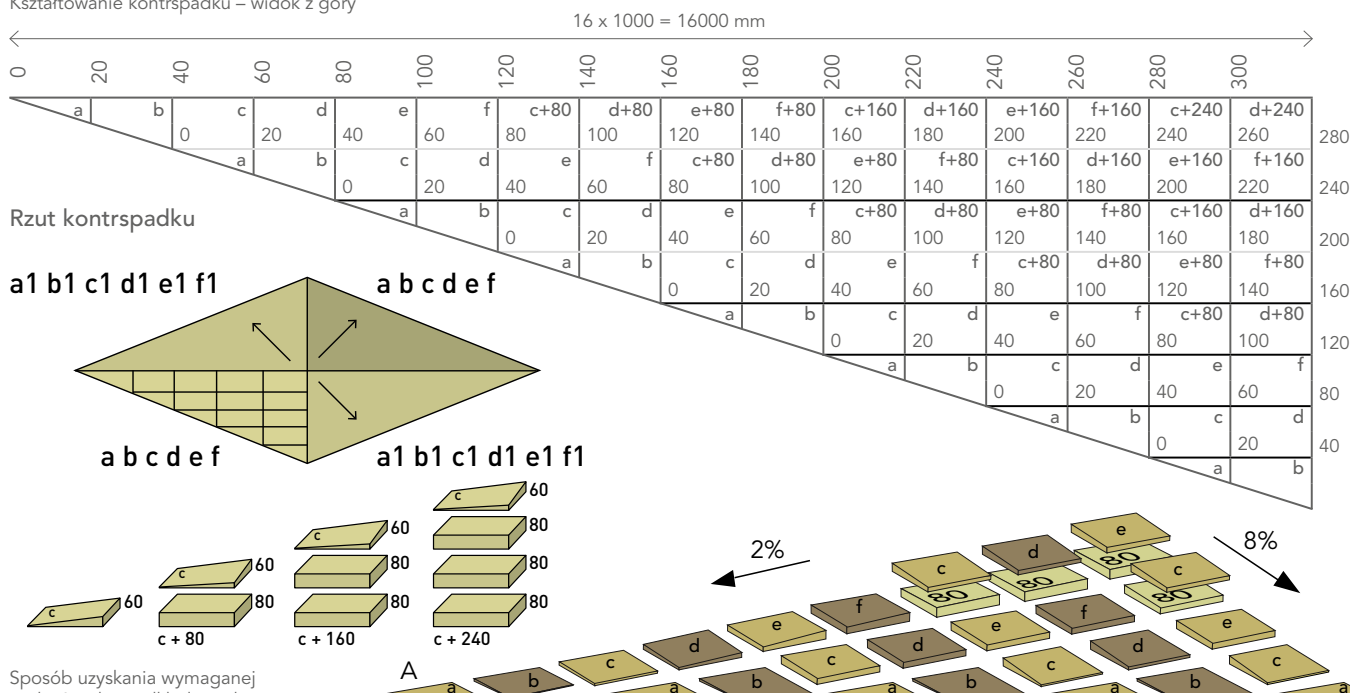 Kształtowanie kontrspadku – widok z góry
16 x 1000 = 16000 mm
0 20 40 60 80 100 120 140 160 180 200 220 240 260 280 300
a b c d e f c+80 d+80 e+80 f+80 c+160 d+160 e+160 f+160 c+240 d+240
0 20 40 60 80 100 120 140 160 180 200 220 240 260 280
a b c d e f c+80 d+80 e+80 f+80 c+160 d+160 e+160 f+160
0 20 40 60 80 100 120 140 160 180 200 220 240
a b c d e f c+80 d+80 e+80 f+80 c+160 d+160
0 20 40 60 80 100 120 140 160 180 200
a b c d e f c+80 d+80 e+80 f+80
0 20 40 60 80 100 120 140 160
a b c d e f c+80 d+80
0 20 40 60 80 100 120
a b c d e f
0 20 40 60 80
a b c d
0 20 40
a b
Rzut kontrspadku
a1 b1 c1 d1 e1 f1
a b c d e f
a b c d e f
a1 b1 c1 d1 e1 f1
c 60
c 60 80
c 60 80 80
c 60 80 80 80
c + 80
c + 160
c + 240
2%
8%
e
c d 80 c
80 80 80
f e f e
d c d c d c
A
a b a b a b a b a
Sposób uzyskania wymaganej